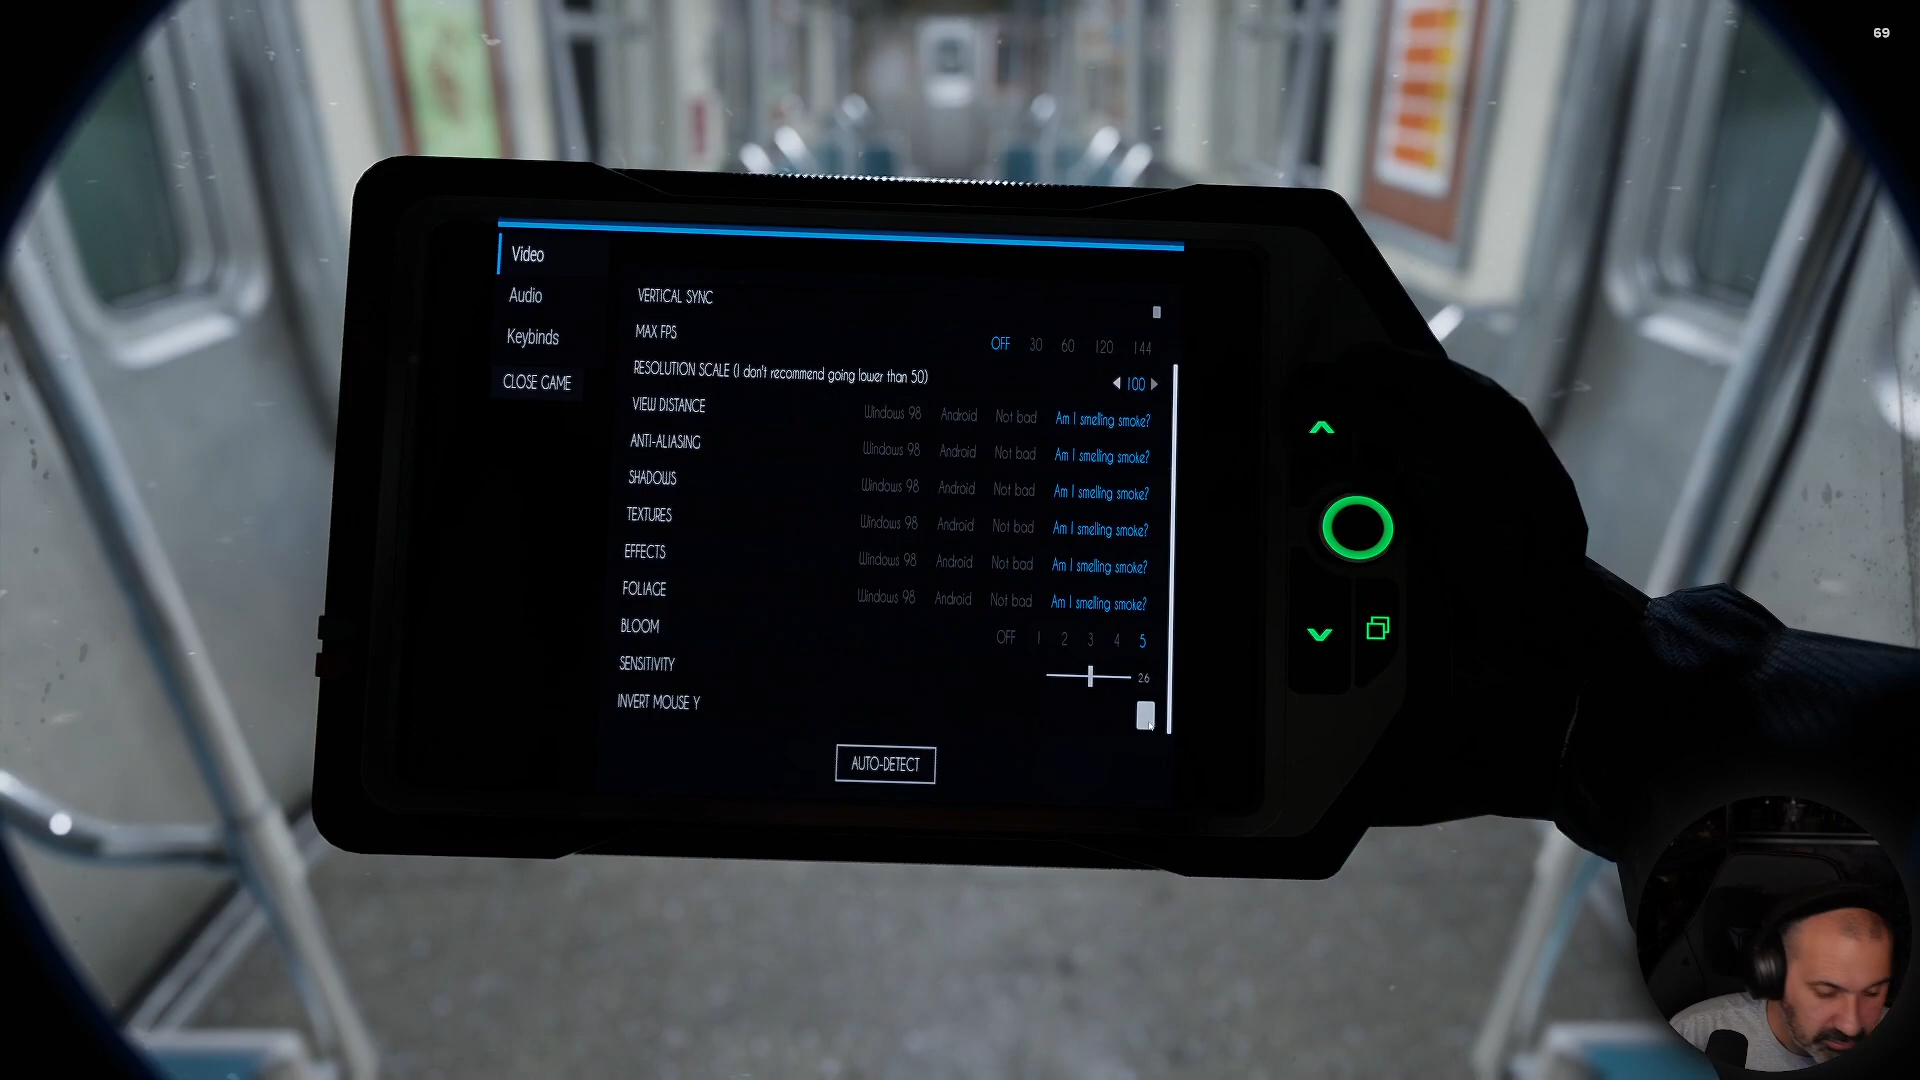 69
Video
Audio
Keybinds
CLOSE GAME
VERTICAL SYNC
MAX FPS OFF 30 60 120 144
RESOLUTION SCALE (I don't recommend going lower than 50) 100
VIEW DISTANCE Windows 98 Android Not bad Am I smelling smoke?
ANTI-ALIASING Windows 98 Android Not bad Am I smelling smoke?
SHADOWS Windows 98 Android Not bad Am I smelling smoke?
TEXTURES Windows 98 Android Not bad Am I smelling smoke?
EFFECTS Windows 98 Android Not bad Am I smelling smoke?
FOLIAGE Windows 98 Android Not bad Am I smelling smoke?
BLOOM OFF 1 2 3 4 5
SENSITIVITY 2.6
INVERT MOUSE Y
AUTO-DETECT